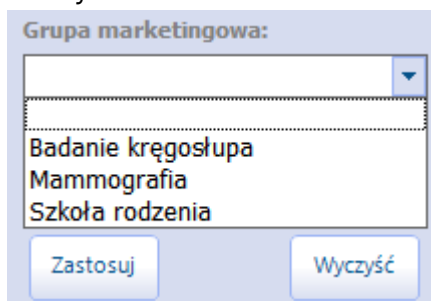 Grupa marketingowa:
Badanie kręgosłupa
Mammografia
Szkoła rodzenia
Zastosuj Wyczyść